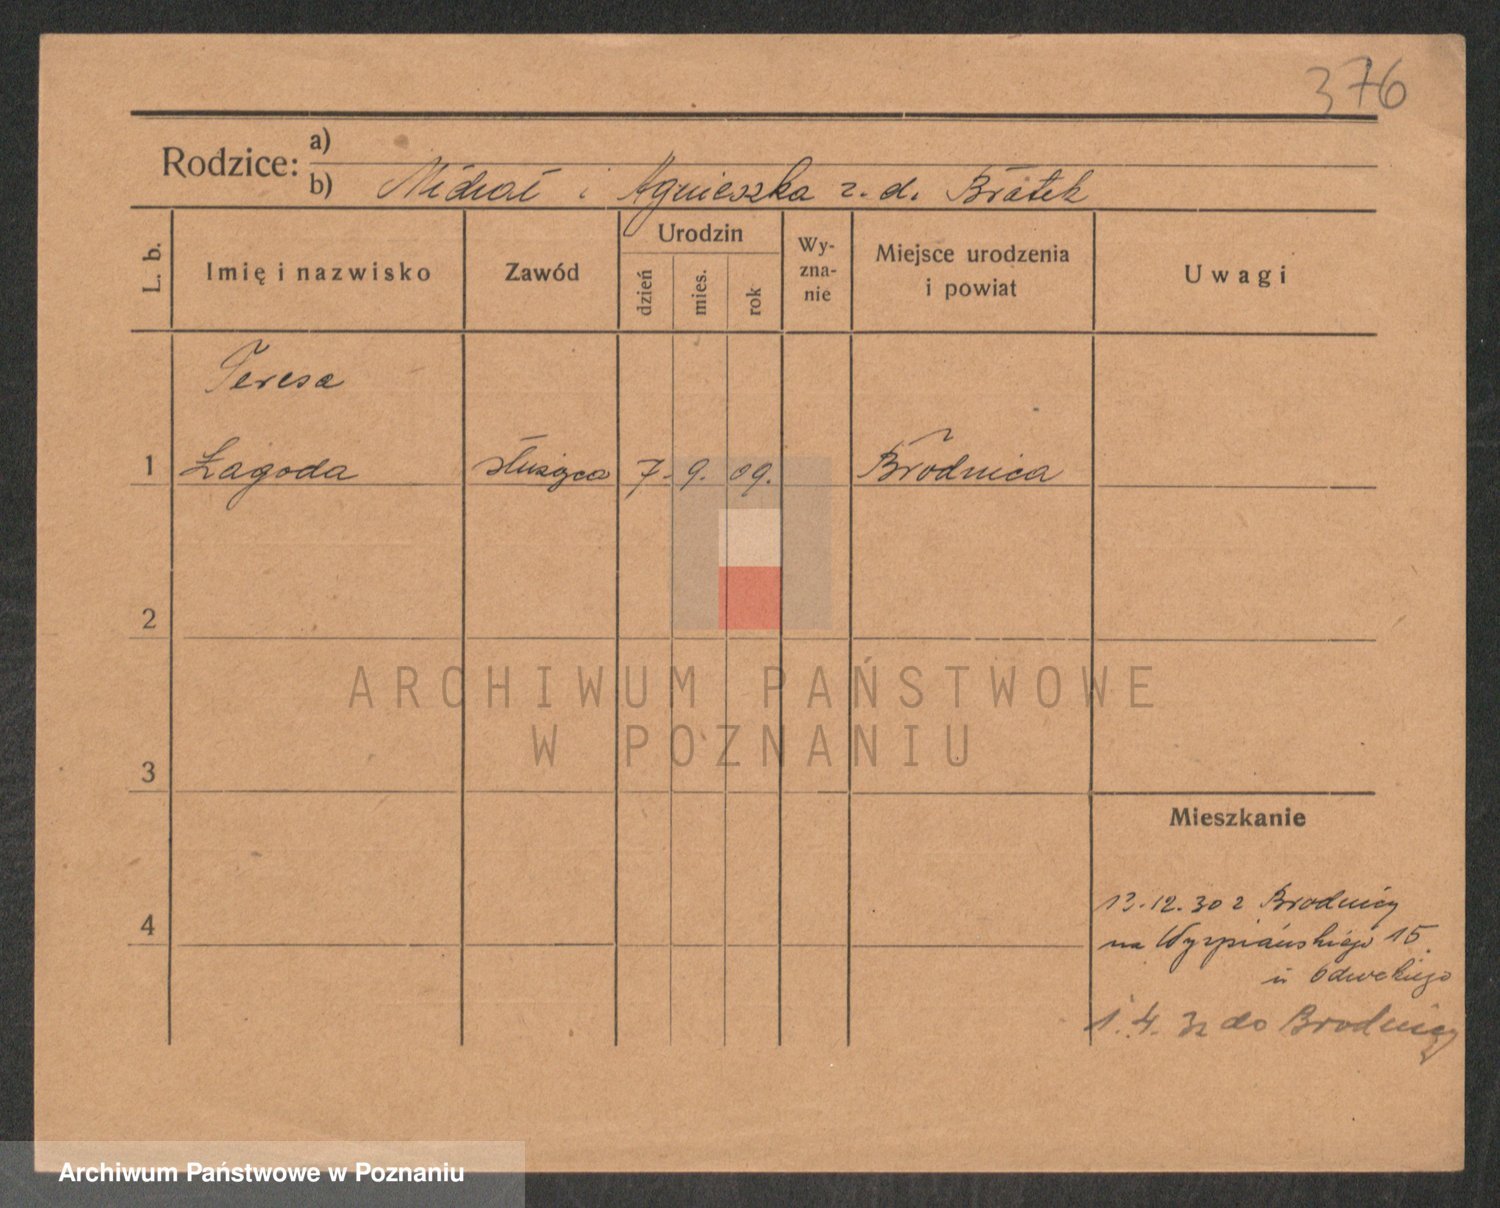 376
Rodzice: a)
b) Michał i Agnieszka z. d. Bratek
L. b.
Imię i nazwisko
Zawód
Urodzin
dzień
mies.
rok
Wy-
zna-
nie
Miejsce urodzenia
i powiat
Uwagi
Teresa
1 Łagoda służąca 7. 9. 09. Brodnica
2
3
4
Mieszkanie
13.12.30 z Brodnicy
na Wyspiańskiego 15
u
1.4.32 do Brodnicy
ARCHIWUM PAŃSTWOWE
W POZNANIU
Archiwum Państwowe w Poznaniu